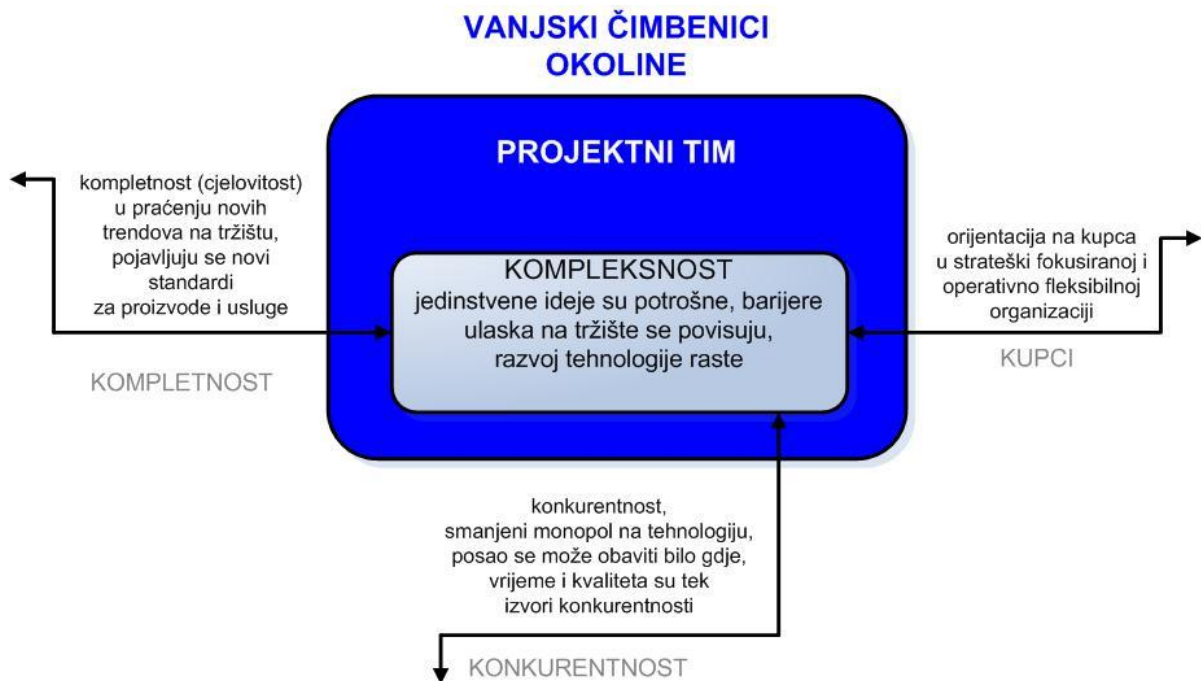 VANJSKI ČIMBENICI
OKOLINE
PROJEKTNI TIM
kompletnost (cjelovitost)
u praćenju novih
trendova na tržištu,
pojavljuju se novi
standardi
za proizvode i usluge
KOMPLETNOST
KOMPLEKSNOST
jedinstvene ideje su potrošne, barijere
ulaska na tržište se povisuju,
razvoj tehnologije raste
orijentacija na kupca
u strateški fokusiranoj i
operativno fleksibilnoj
organizaciji
KUPCI
konkurentnost,
smanjeni monopol na tehnologiju,
posao se može obaviti bilo gdje,
vrijeme i kvaliteta su tek
izvori konkurentnosti
KONKURENTNOST